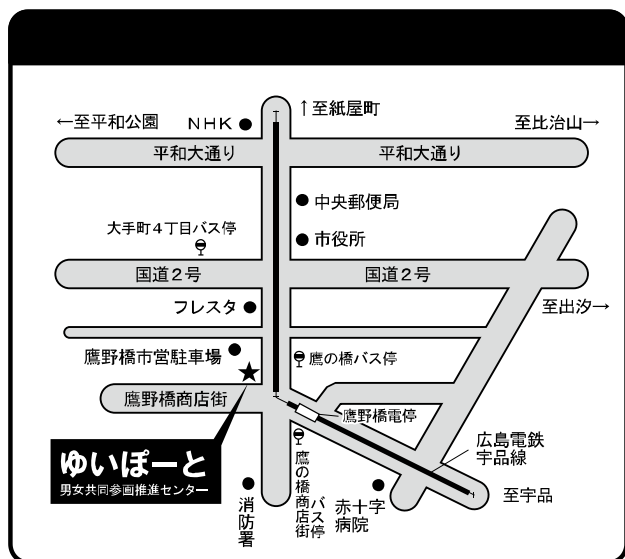 ↑至紙屋町
←至平和公園
NHK
至比治山→
平和大通り
平和大通り
中央郵便局
大手町4丁目バス停
市役所
国道2号
国道2号
フレスタ
至出汐→
鷹野橋市営駐車場
鷹の橋バス停
鷹野橋商店街
鷹野橋電停
広島電鉄
宇品線
ゆいぽーと
男女共同参画推進センター
至宇品
消防署
鷹の橋商店街
バス停
赤十字
病院